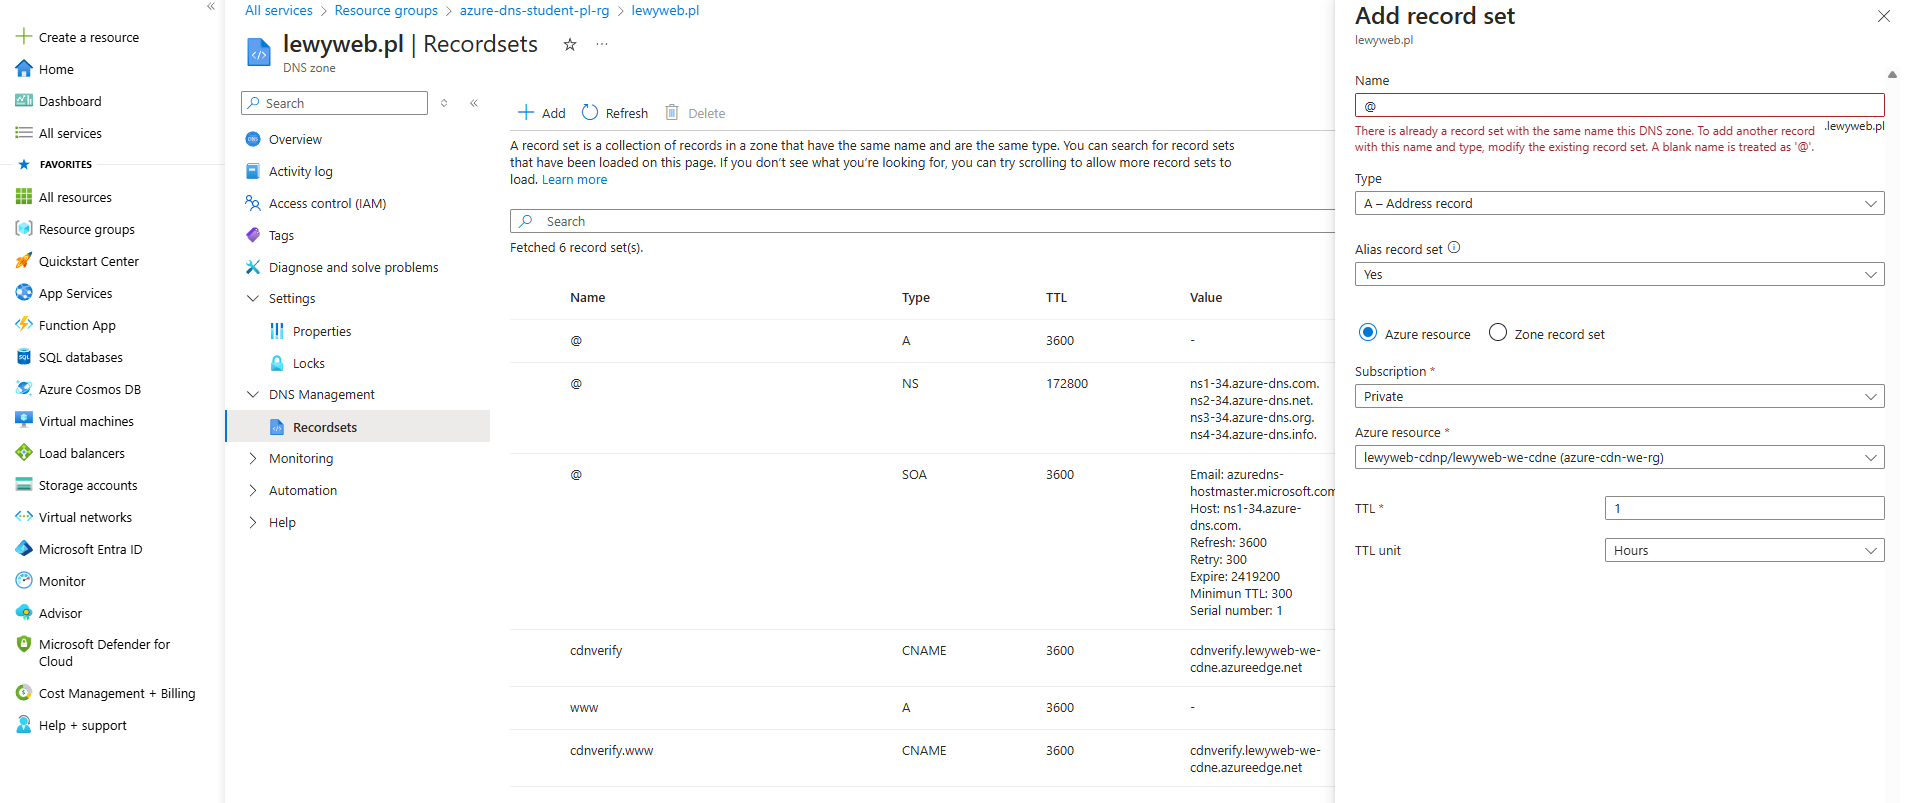 «
Create a resource
Home
Dashboard
All services
FAVORITES
All resources
Resource groups
Quickstart Center
App Services
Function App
SQL databases
Azure Cosmos DB
Virtual machines
Load balancers
Storage accounts
Virtual networks
Microsoft Entra ID
Monitor
Advisor
Microsoft Defender for
Cloud
Cost Management + Billing
Help + support
All services > Resource groups > azure-dns-student-pl-rg > lewyweb.pl
lewyweb.pl | Recordsets
DNS zone
Search
«
Overview
Activity log
Access control (IAM)
Tags
Diagnose and solve problems
Settings
Properties
Locks
DNS Management
Recordsets
Monitoring
Automation
Help
Add Refresh Delete
A record set is a collection of records in a zone that have the same name and are the same type. You can search for record sets
that have been loaded on this page. If you don't see what you're looking for, you can try scrolling to allow more record sets to
load. Learn more
Search
Fetched 6 record set(s).
Name Type TTL Value
@ A 3600 -
@ NS 172800 ns1-34.azure-dns.com.
ns2-34.azure-dns.net.
ns3-34.azure-dns.org.
ns4-34.azure-dns.info.
@ SOA 3600 Email: azuredns-
hostmaster.microsoft.com
Host: ns1-34.azure-
dns.com.
Refresh: 3600
Retry: 300
Expire: 2419200
Minimun TTL: 300
Serial number: 1
cdnverify CNAME 3600 cdnverify.lewyweb-we-
cdne.azureedge.net
www A 3600 -
cdnverify.www CNAME 3600 cdnverify.lewyweb-we-
cdne.azureedge.net
Add record set
lewyweb.pl
Name
@
There is already a record set with the same name this DNS zone. To add another record
with this name and type, modify the existing record set. A blank name is treated as '@'.
.lewyweb.pl
Type
A – Address record
Alias record set
Yes
Azure resource Zone record set
Subscription *
Private
Azure resource *
lewyweb-cdnp/lewyweb-we-cdne (azure-cdn-we-rg)
TTL * 1
TTL unit Hours